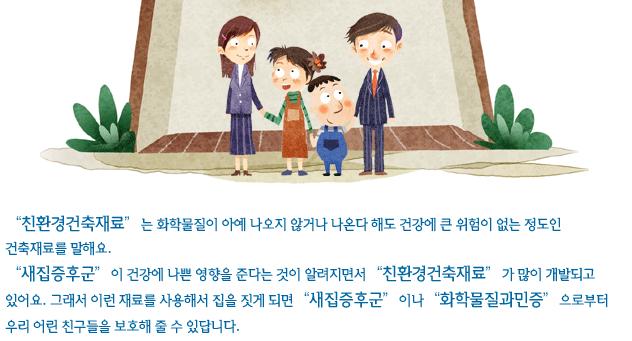 “친환경건축재료” 는 화학물질이 아예 나오지 않거나 나온다 해도 건강에 큰 위험이 없는 정도인
건축재료를 말해요.
“새집증후군” 이 건강에 나쁜 영향을 준다는 것이 알려지면서 “친환경건축재료” 가 많이 개발되고
있어요. 그래서 이런 재료를 사용해서 집을 짓게 되면 “새집증후군” 이나 “화학물질과민증” 으로부터
우리 어린 친구들을 보호해 줄 수 있답니다.